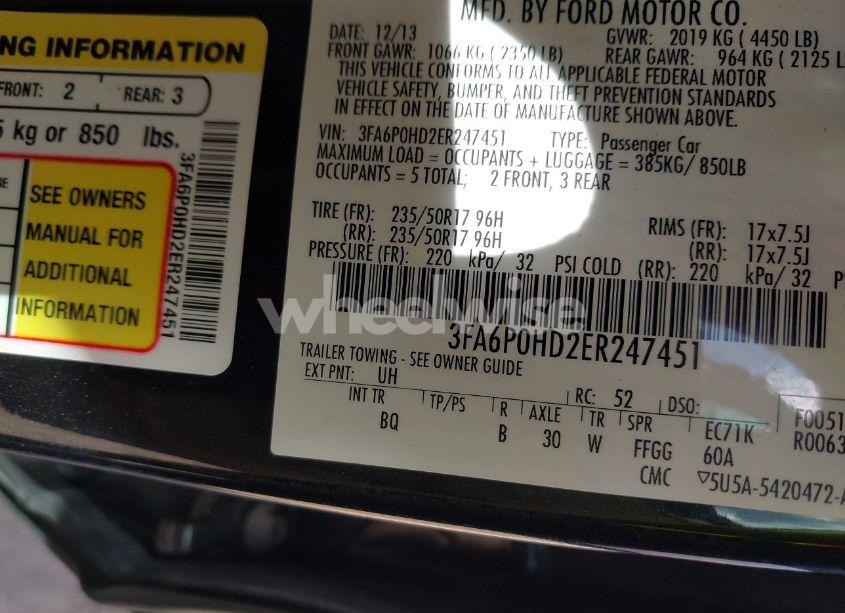 NG INFORMATION
FRONT: 2
REAR: 3
5 kg or 850 lbs.
SEE OWNERS
MANUAL FOR
ADDITIONAL
INFORMATION
3FA6P0HD2ER247451
MFD. BY FORD MOTOR CO.
DATE: 12/13
GVWR: 2019 KG ( 4450 LB)
FRONT GAWR: 1066 KG ( 2350 LB)
REAR GAWR: 964 KG ( 2125 L
THIS VEHICLE CONFORMS TO ALL APPLICABLE FEDERAL MOTOR
VEHICLE SAFETY, BUMPER, AND THEFT PREVENTION STANDARDS
IN EFFECT ON THE DATE OF MANUFACTURE SHOWN ABOVE.
VIN: 3FA6P0HD2ER247451 TYPE: Passenger Car
MAXIMUM LOAD = OCCUPANTS + LUGGAGE = 385KG/ 850LB
OCCUPANTS = 5 TOTAL; 2 FRONT, 3 REAR
TIRE (FR): 235/50R17 96H RIMS (FR): 17x7.5J
(RR): 235/50R17 96H (RR): 17x7.5J
PRESSURE (FR): 220 kPa/ 32 PSI COLD (RR): 220 kPa/ 32 P
wheelwise
3FA6P0HD2ER247451
TRAILER TOWING - SEE OWNER GUIDE
EXT PNT: UH RC: 52 DSO:
INT TR TP/PS R AXLE TR SPR EC71K F0051
BQ B 30 W FFGG 60A R0063
CMC ▽5U5A-5420472-A